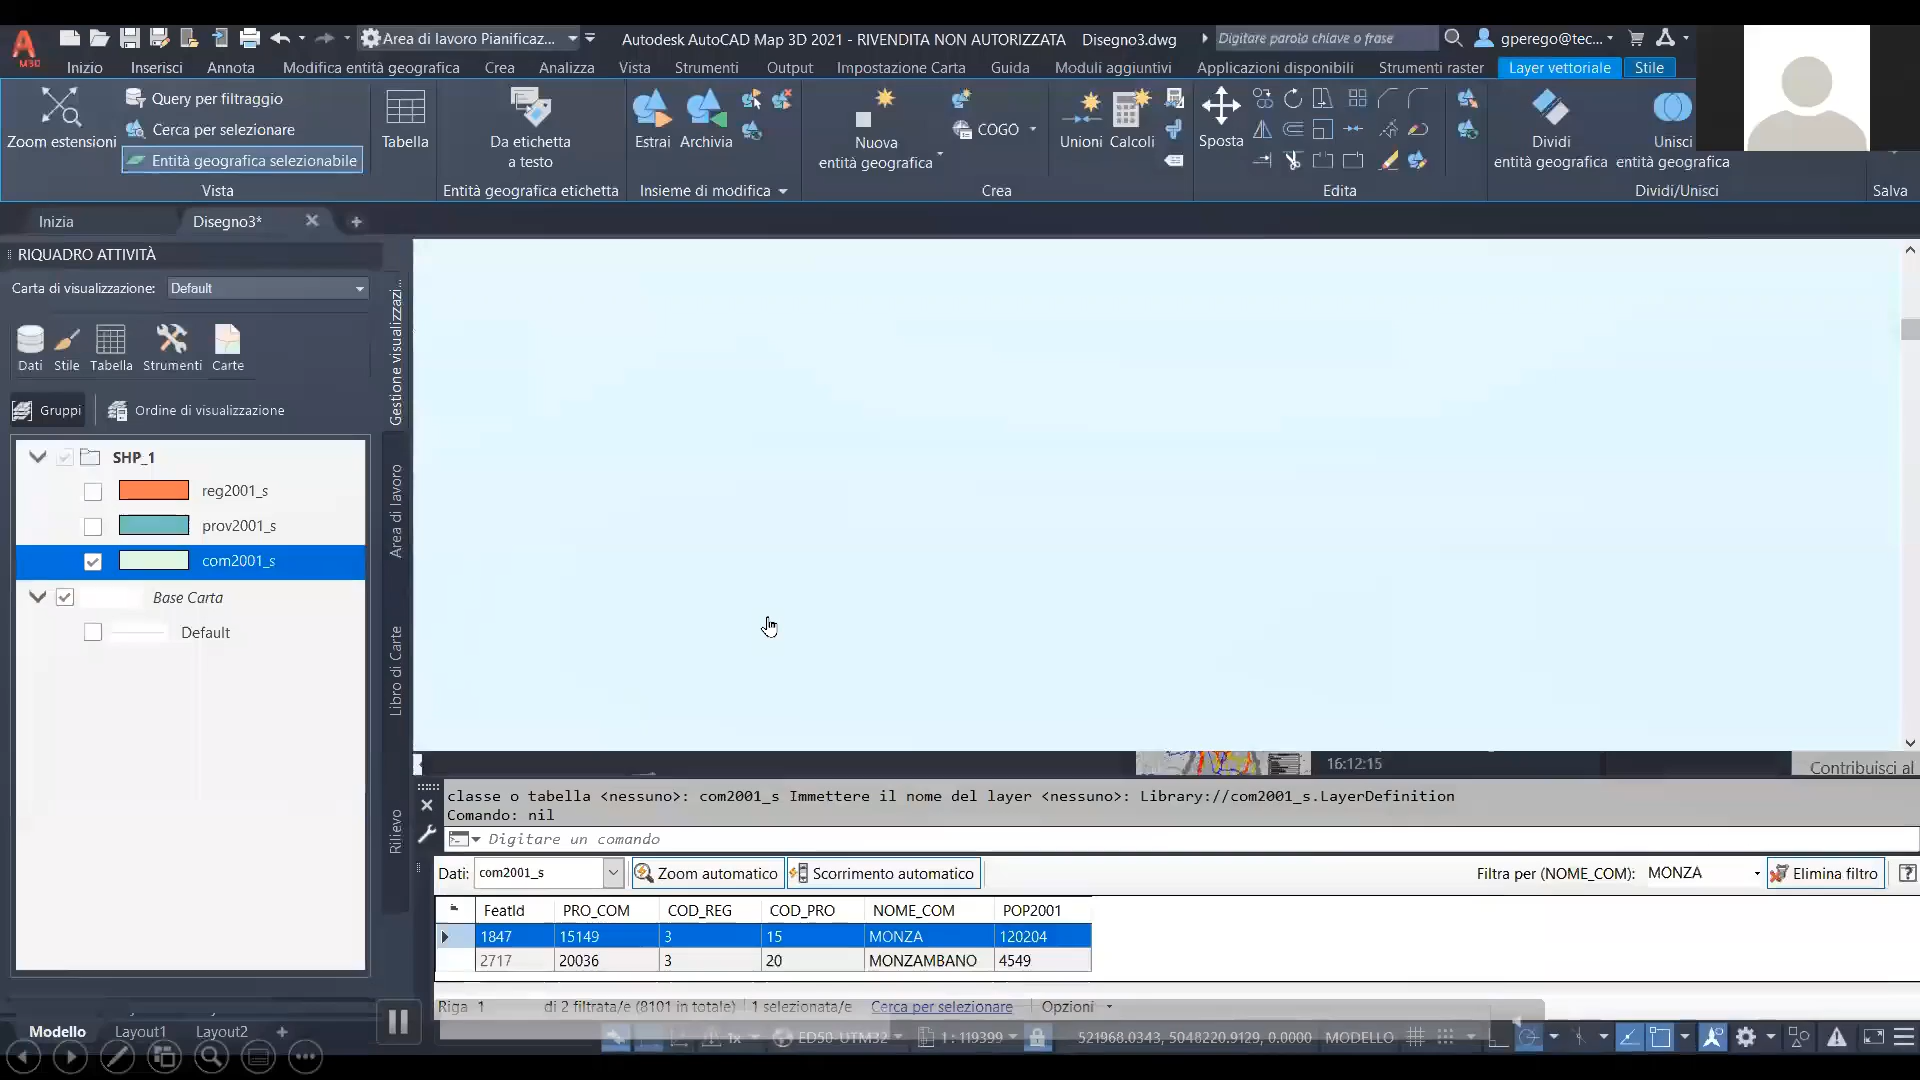 Area di lavoro Pianificaz...
Autodesk AutoCAD Map 3D 2021 - RIVENDITA NON AUTORIZZATA Disegno3.dwg
Digitare parola chiave o frase
gperego@tec...
M3D
Inizio Inserisci Annota Modifica entità geografica Crea Analizza Vista Strumenti Output Impostazione Carta Guida Moduli aggiuntivi Applicazioni disponibili Strumenti raster Layer vettoriale Stile
Zoom estensioni
Query per filtraggio
Cerca per selezionare
Entità geografica selezionabile
Vista
Tabella
Da etichetta
a testo
Entità geografica etichetta
Estrai Archivia
Insieme di modifica
Nuova
entità geografica
COGO
Crea
Unioni Calcoli
Sposta
Edita
Dividi
entità geografica
Unisci
entità geografica
Dividi/Unisci
Salva
Inizia
Disegno3*
RIQUADRO ATTIVITÀ
Carta di visualizzazione: Default
Dati Stile Tabella Strumenti Carte
Gruppi Ordine di visualizzazione
SHP_1
reg2001_s
prov2001_s
com2001_s
Base Carta
Default
Gestione visualizzazi...
Area di lavoro
Libro di Carte
Rilievo
16:12:15
Contribuisci al
classe o tabella <nessuno>: com2001_s Immettere il nome del layer <nessuno>: Library://com2001_s.LayerDefinition
Comando: nil
Digitare un comando
Dati: com2001_s Zoom automatico Scorrimento automatico Filtra per (NOME_COM): MONZA Elimina filtro
FeatId PRO_COM COD_REG COD_PRO NOME_COM POP2001
1847 15149 3 15 MONZA 120204
2717 20036 3 20 MONZAMBANO 4549
Riga 1 di 2 filtrata/e (8101 in totale) 1 selezionata/e Cerca per selezionare Opzioni
Modello Layout1 Layout2
1x ED50-UTM32 1 : 119399 521968.0343, 5048220.9129, 0.0000 MODELLO